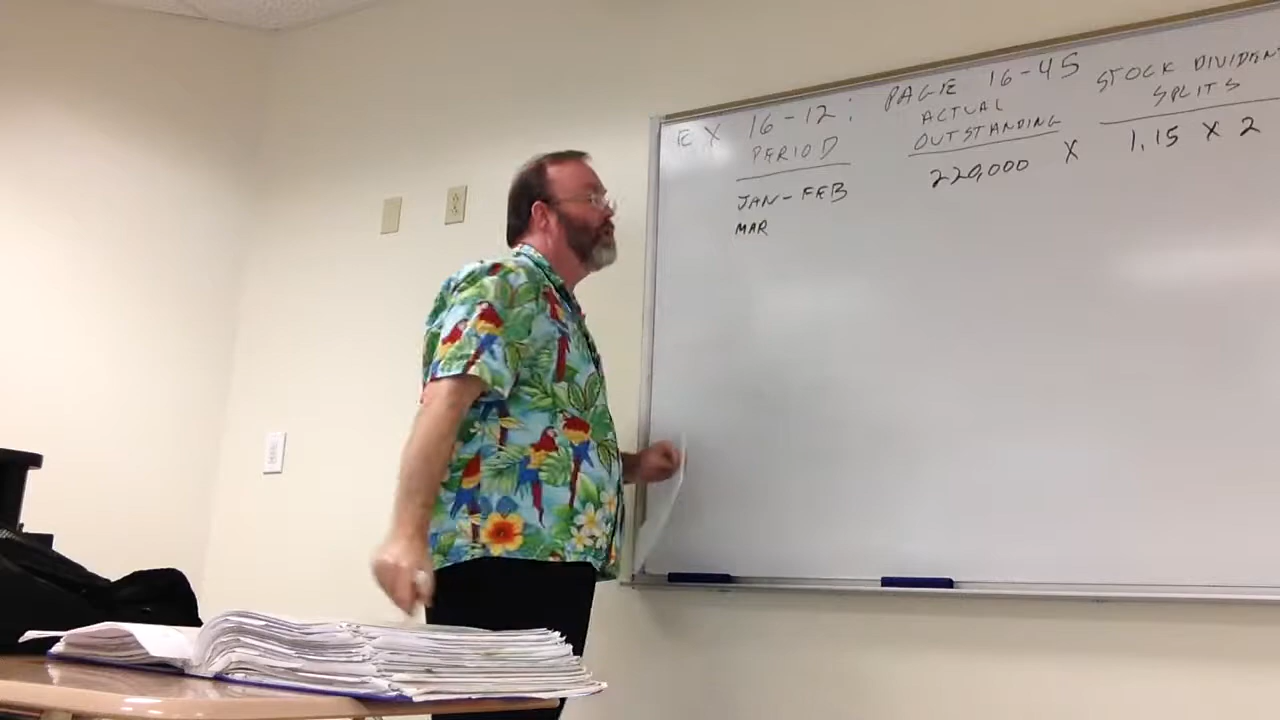 EX 16-12: PAGE 16-45
PERIOD
ACTUAL
OUTSTANDING
STOCK DIVIDEN
SPLITS
JAN-FEB 220,000 X 1.15 X 2
MAR